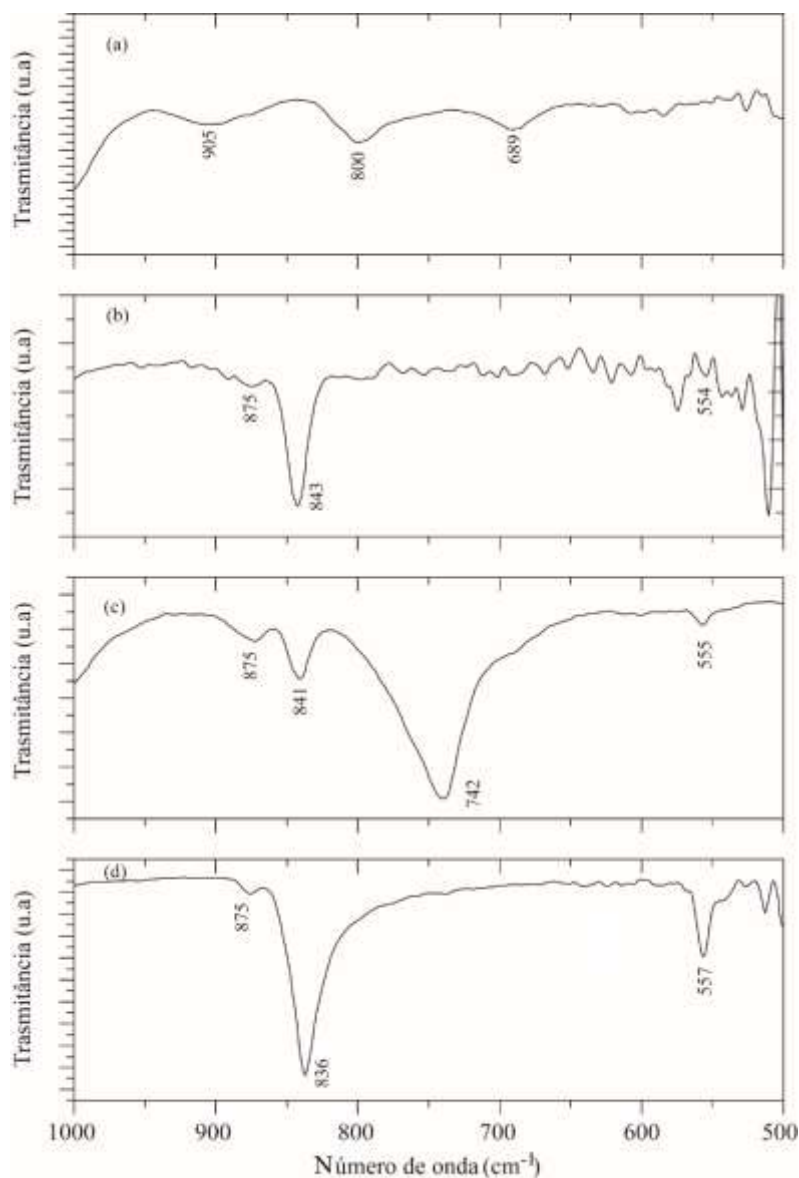 (a)
Trasmitância (u.a)
905
800
689
(b)
Trasmitância (u.a)
875
843
554
(c)
Trasmitância (u.a)
875
841
742
555
(d)
Trasmitância (u.a)
875
836
557
1000 900 800 700 600 500
Número de onda (cm⁻¹)